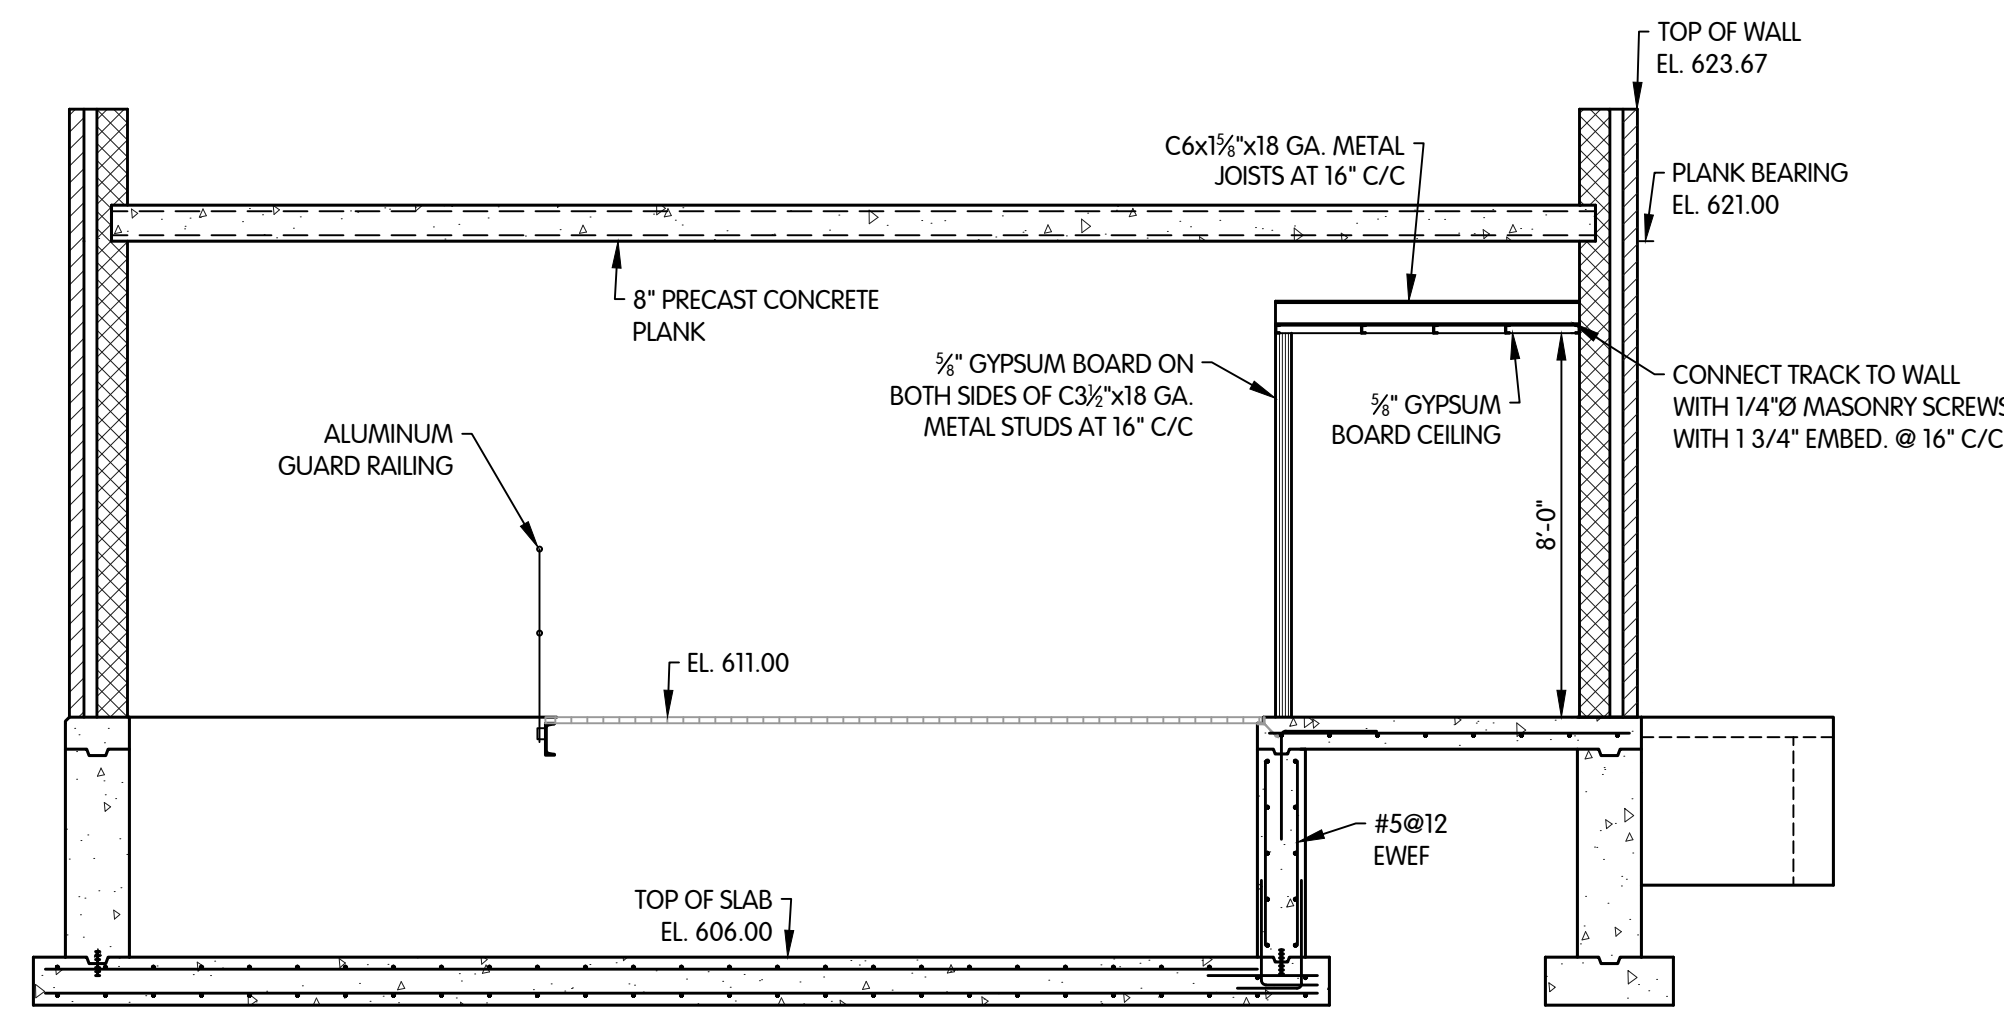 TOP OF WALL
EL. 623.67
C6x1⅝"x18 GA. METAL
JOISTS AT 16" C/C
PLANK BEARING
EL. 621.00
8" PRECAST CONCRETE
PLANK
⅝" GYPSUM BOARD ON
BOTH SIDES OF C3½"x18 GA.
METAL STUDS AT 16" C/C
⅝" GYPSUM
BOARD CEILING
CONNECT TRACK TO WALL
WITH 1/4"Ø MASONRY SCREWS
WITH 1 3/4" EMBED. @ 16" C/C
ALUMINUM
GUARD RAILING
8'-0"
EL. 611.00
#5@12
EWEF
TOP OF SLAB
EL. 606.00